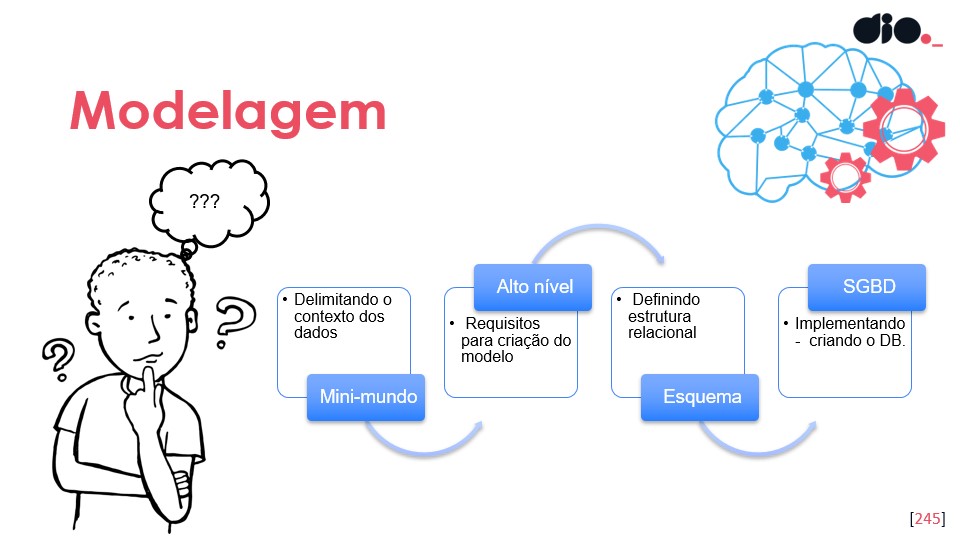 dio._
Modelagem
???
?
?
• Delimitando o
contexto dos
dados
Mini-mundo
Alto nível
• Requisitos
para criação do
modelo
• Definindo
estrutura
relacional
Esquema
SGBD
• Implementando
- criando o DB.
[245]